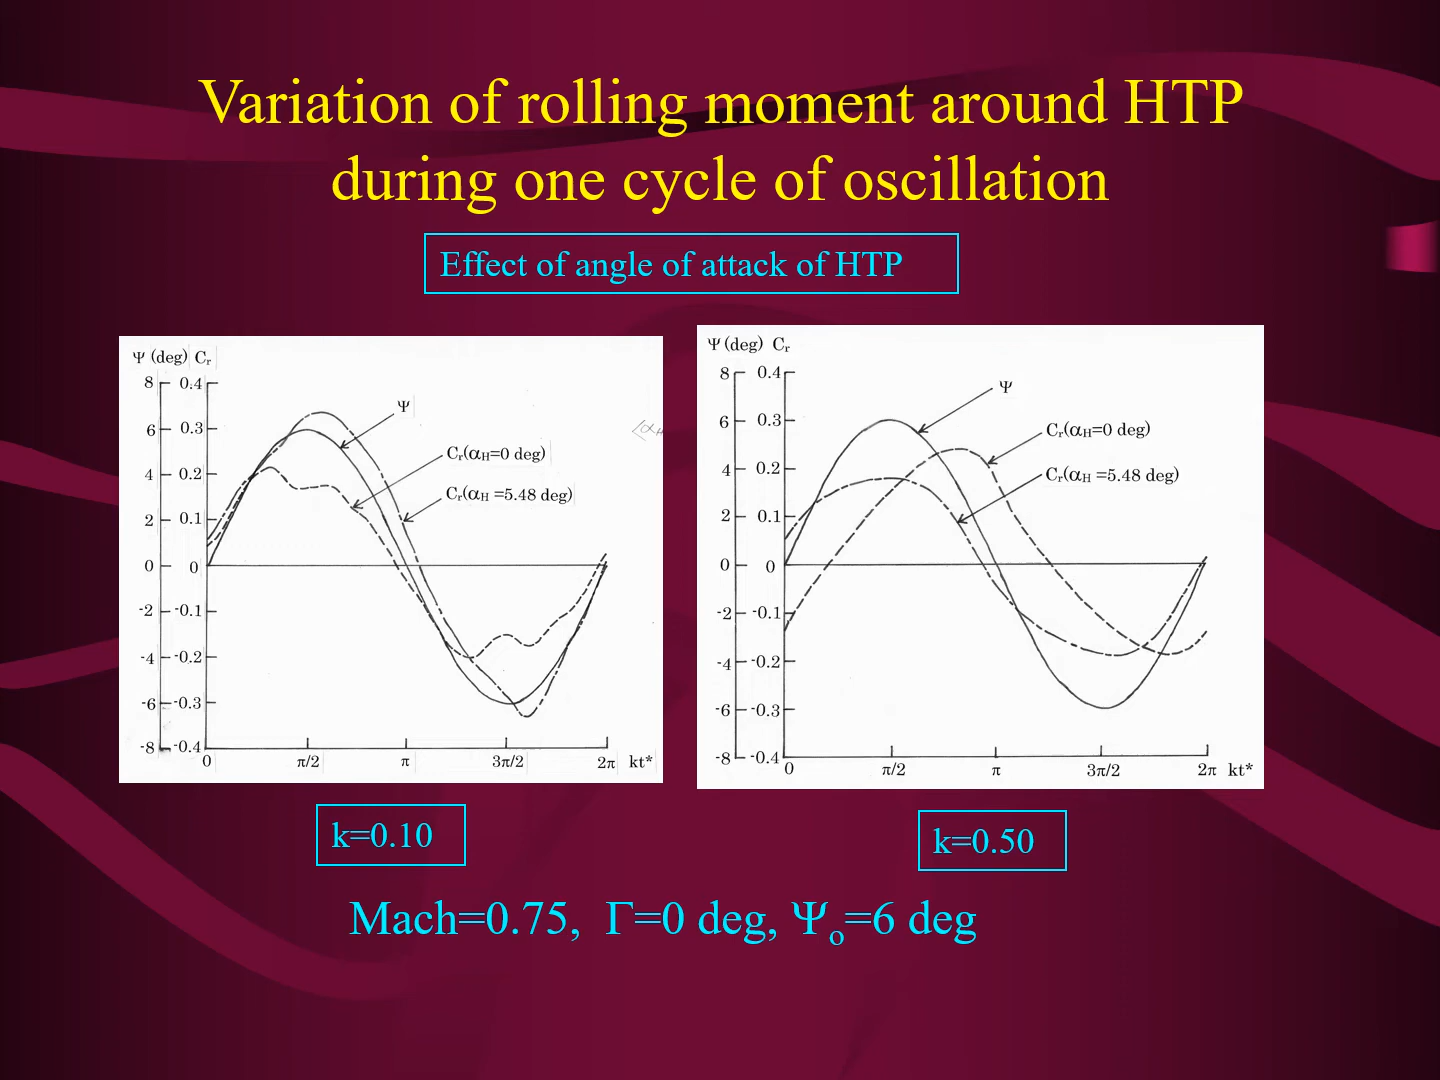 Variation of rolling moment around HTP
during one cycle of oscillation
Effect of angle of attack of HTP
Ψ (deg) Cr
8 0.4
6 0.3
4 0.2
2 0.1
0 0
-2 -0.1
-4 -0.2
-6 -0.3
-8 -0.4
0 π/2 π 3π/2 2π kt*
Ψ
Cr(αH=0 deg)
Cr(αH =5.48 deg)
<αH
Ψ (deg) Cr
8 0.4
6 0.3
4 0.2
2 0.1
0 0
-2 -0.1
-4 -0.2
-6 -0.3
-8 -0.4
0 π/2 π 3π/2 2π kt*
Ψ
Cr(αH=0 deg)
Cr(αH =5.48 deg)
k=0.10
k=0.50
Mach=0.75, Γ=0 deg, Ψo=6 deg